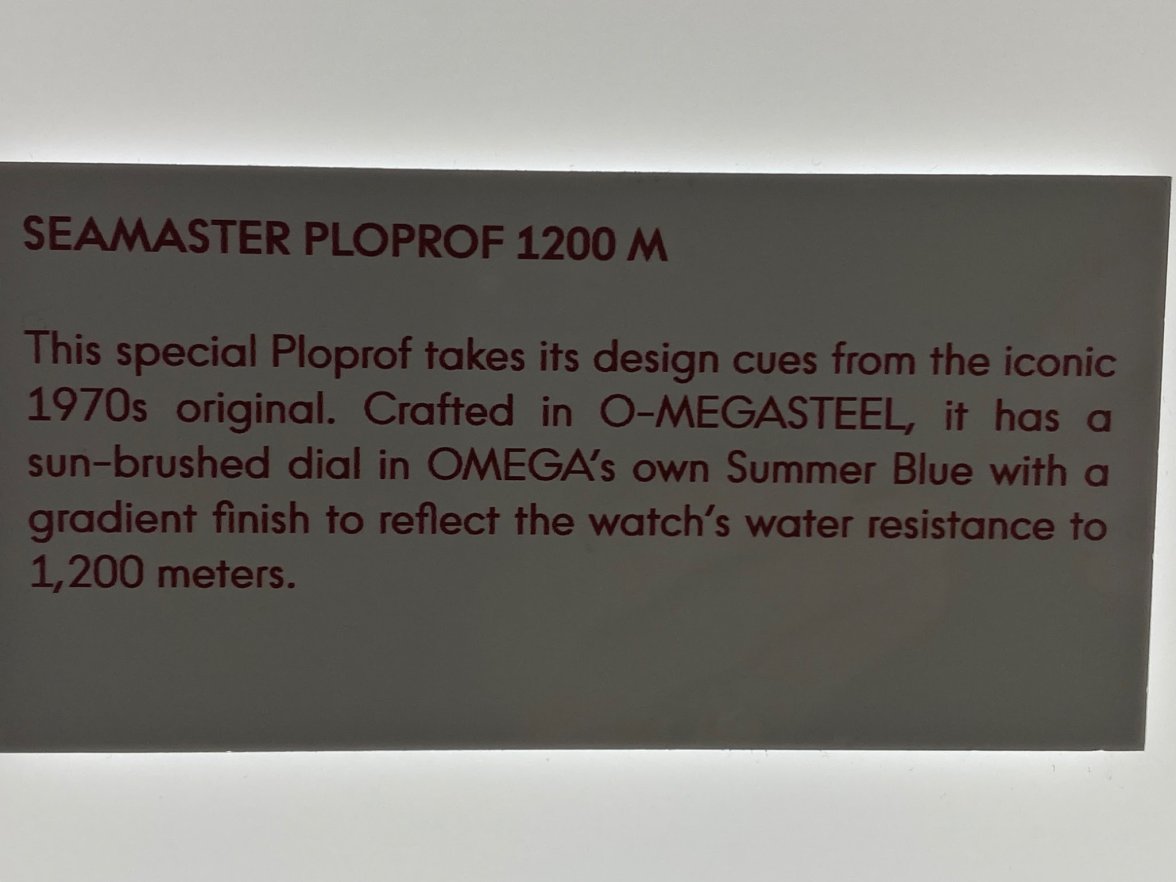 SEAMASTER PLOPROF 1200 M
This special Ploprof takes its design cues from the iconic
1970s original. Crafted in O-MEGASTEEL, it has a
sun-brushed dial in OMEGA's own Summer Blue with a
gradient finish to reflect the watch's water resistance to
1,200 meters.